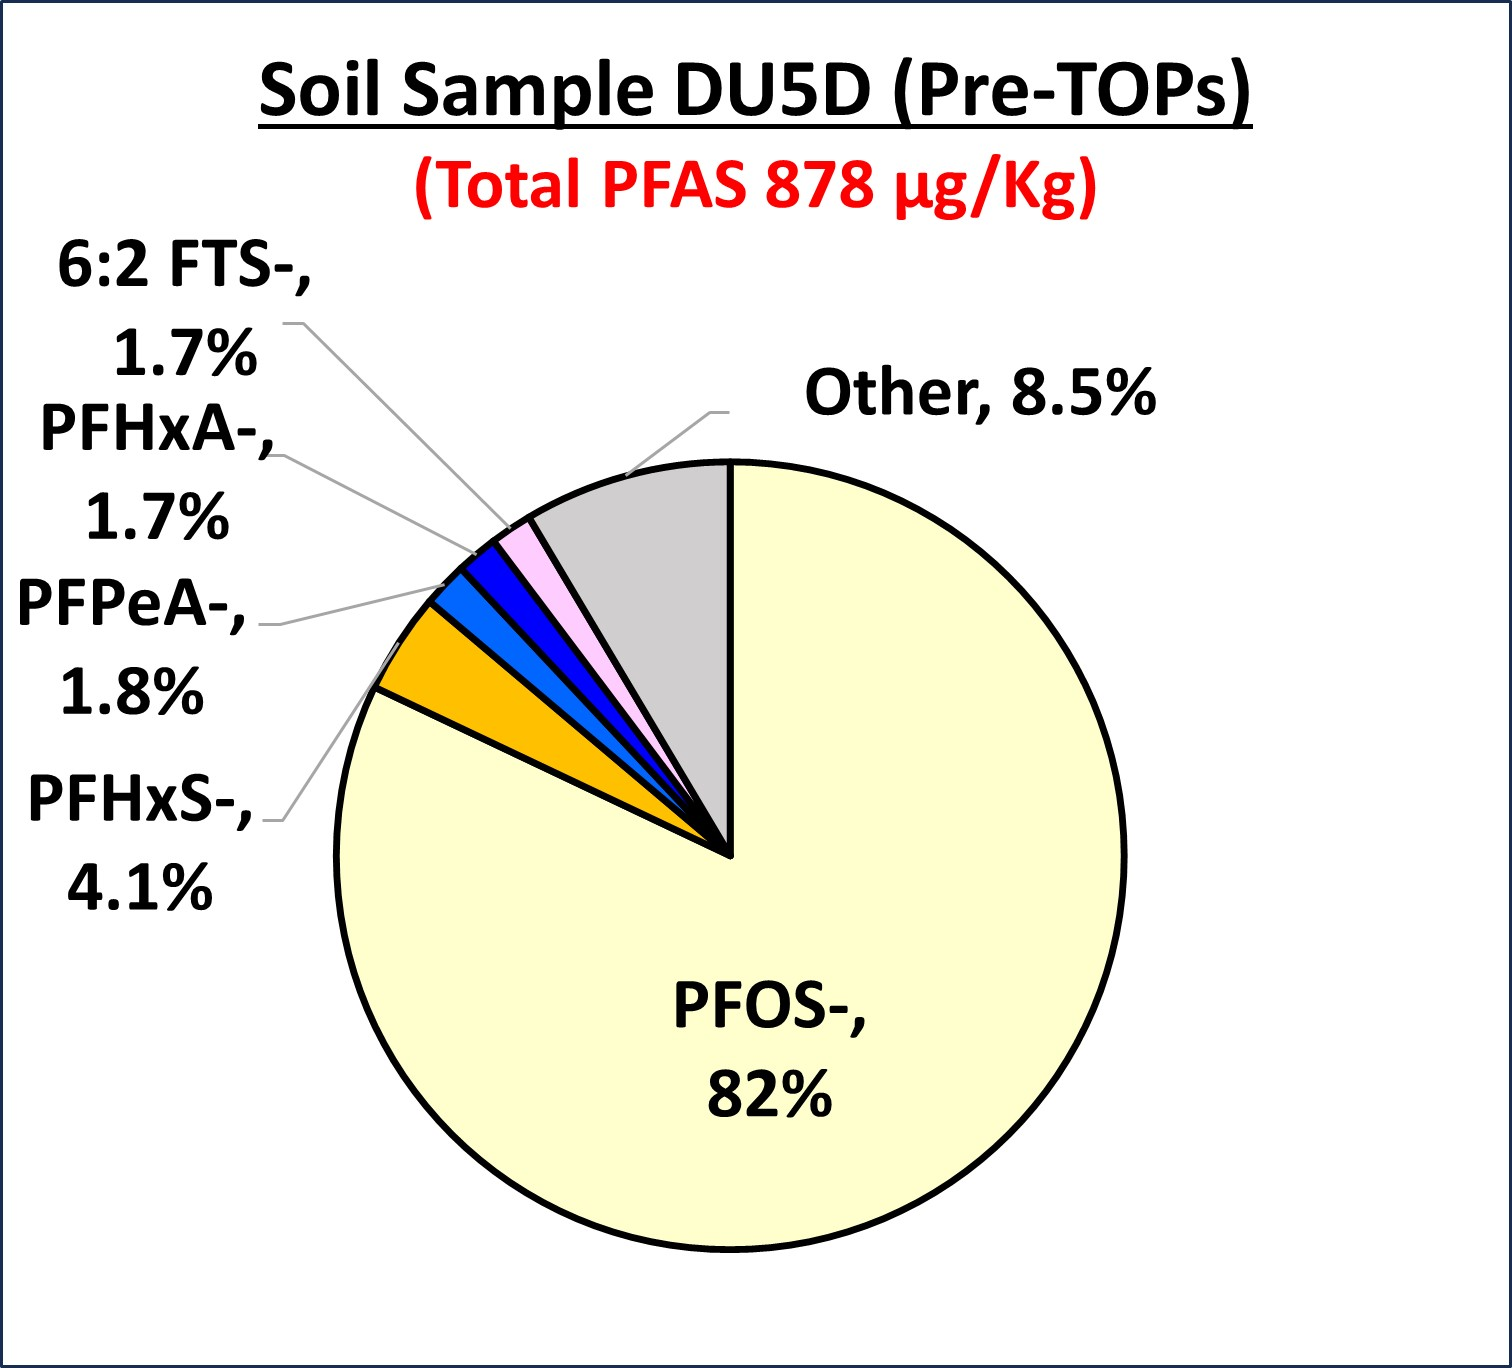 Soil Sample DU5D (Pre-TOPs)
(Total PFAS 878 µg/Kg)
6:2 FTS-,
1.7%
Other, 8.5%
PFHxA-,
1.7%
PFPeA-,
1.8%
PFHxS-,
4.1%
PFOS-,
82%